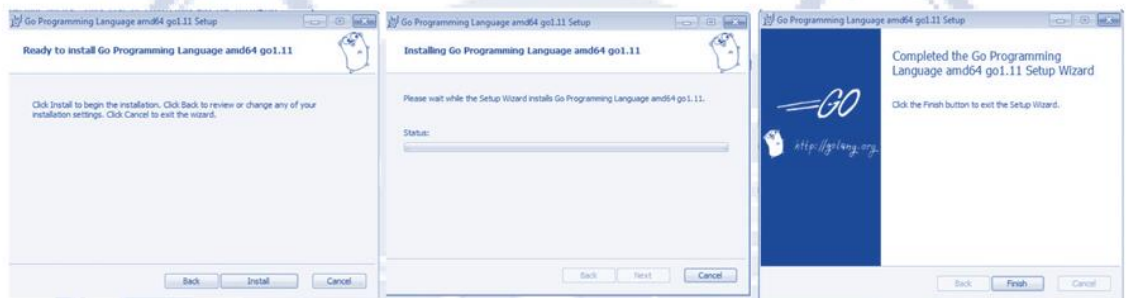 Go Programming Language amd64 go1.11 Setup
Ready to install Go Programming Language amd64 go1.11
Click Install to begin the installation. Click Back to review or change any of your
installation settings. Click Cancel to exit the wizard.
Back
Install
Cancel
Go Programming Language amd64 go1.11 Setup
Installing Go Programming Language amd64 go1.11
Please wait while the Setup Wizard installs Go Programming Language amd64 go1.11.
Status:
Back
Next
Cancel
Go Programming Language amd64 go1.11 Setup
Completed the Go Programming
Language amd64 go1.11 Setup Wizard
Click the Finish button to exit the Setup Wizard.
GO
http://golang.org
Back
Finish
Cancel